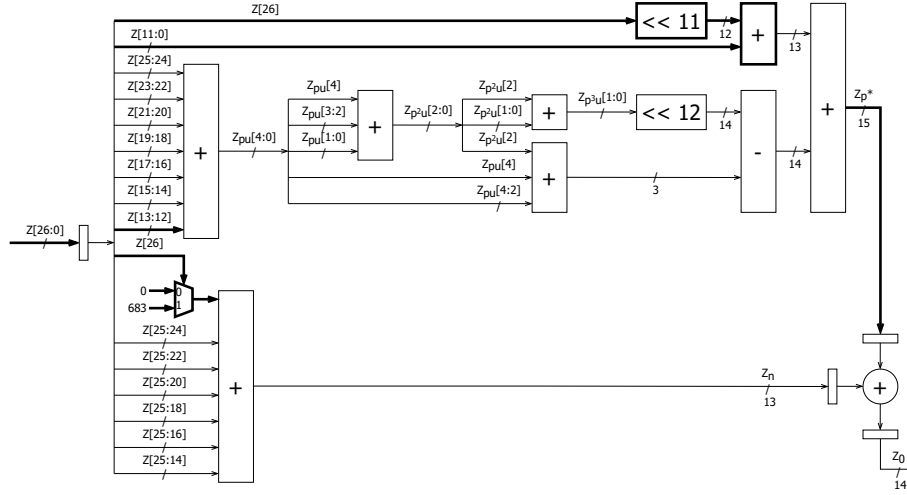 Z[26]
<< 11
12
+
13
Z[11:0]
Z[25:24]
Z[23:22]
Z[21:20]
Z[19:18]
Z[17:16]
Z[15:14]
Z[13:12]
+
Zpu[4:0]
Zpu[4]
Zpu[3:2]
Zpu[1:0]
+
Zp²u[2:0]
Zp²u[2]
Zp²u[1:0]
Zp²u[2]
+
Zp³u[1:0]
<< 12
14
Zpu[4]
Zpu[4:2]
+
3
-
14
+
Zp*
15
Z[26:0]
Z[26]
0
683
0
1
Z[25:24]
Z[25:22]
Z[25:20]
Z[25:18]
Z[25:16]
Z[25:14]
+
Zn
13
+
Z0
14